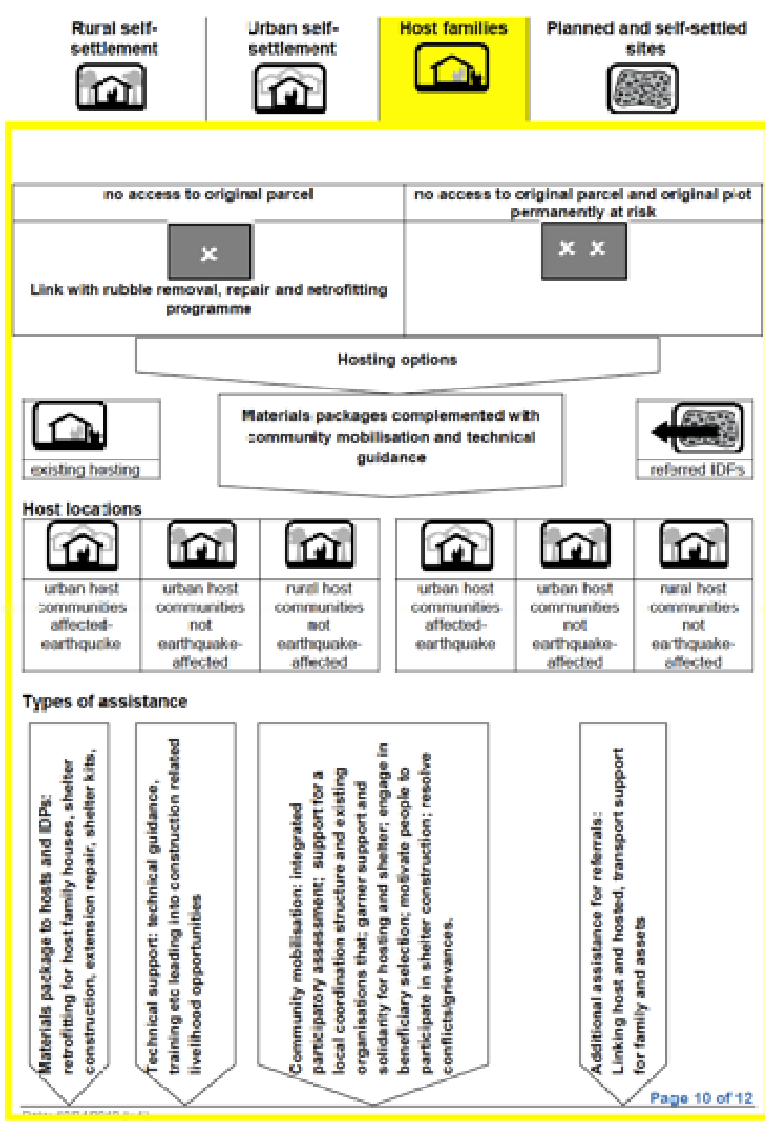 Rural self-
settlement
Urban self-
settlement
Host families
Planned and self-settled
sites
no access to original parcel
no access to original parcel and original plot
permanently at risk
x
x x
Link with rubble removal, repair and retrofitting
programme
Hosting options
Materials packages complemented with
community mobilisation and technical
guidance
existing hosting
referred IDPs
Host locations
urban host
communities
affected-
earthquake
urban host
communities
not
earthquake-
affected
rural host
communities
not
earthquake-
affected
urban host
communities
affected-
earthquake
urban host
communities
not
earthquake-
affected
rural host
communities
not
earthquake-
affected
Types of assistance
Materials package to hosts and IDPs:
retrofitting for host family houses, shelter
construction, extension repair, shelter kits,
Technical support: technical guidance,
training etc leading into construction related
livelihood opportunities
Community mobilisation: integrated
participatory assessment; support for a
local coordination structure and existing
organisations that: garner support and
solidarity for hosting and shelter; engage in
beneficiary selection; motivate people to
participate in shelter construction; resolve
conflicts/grievances.
Additional assistance for referrals:
Linking host and hosted, transport support
for family and assets
Page 10 of 12